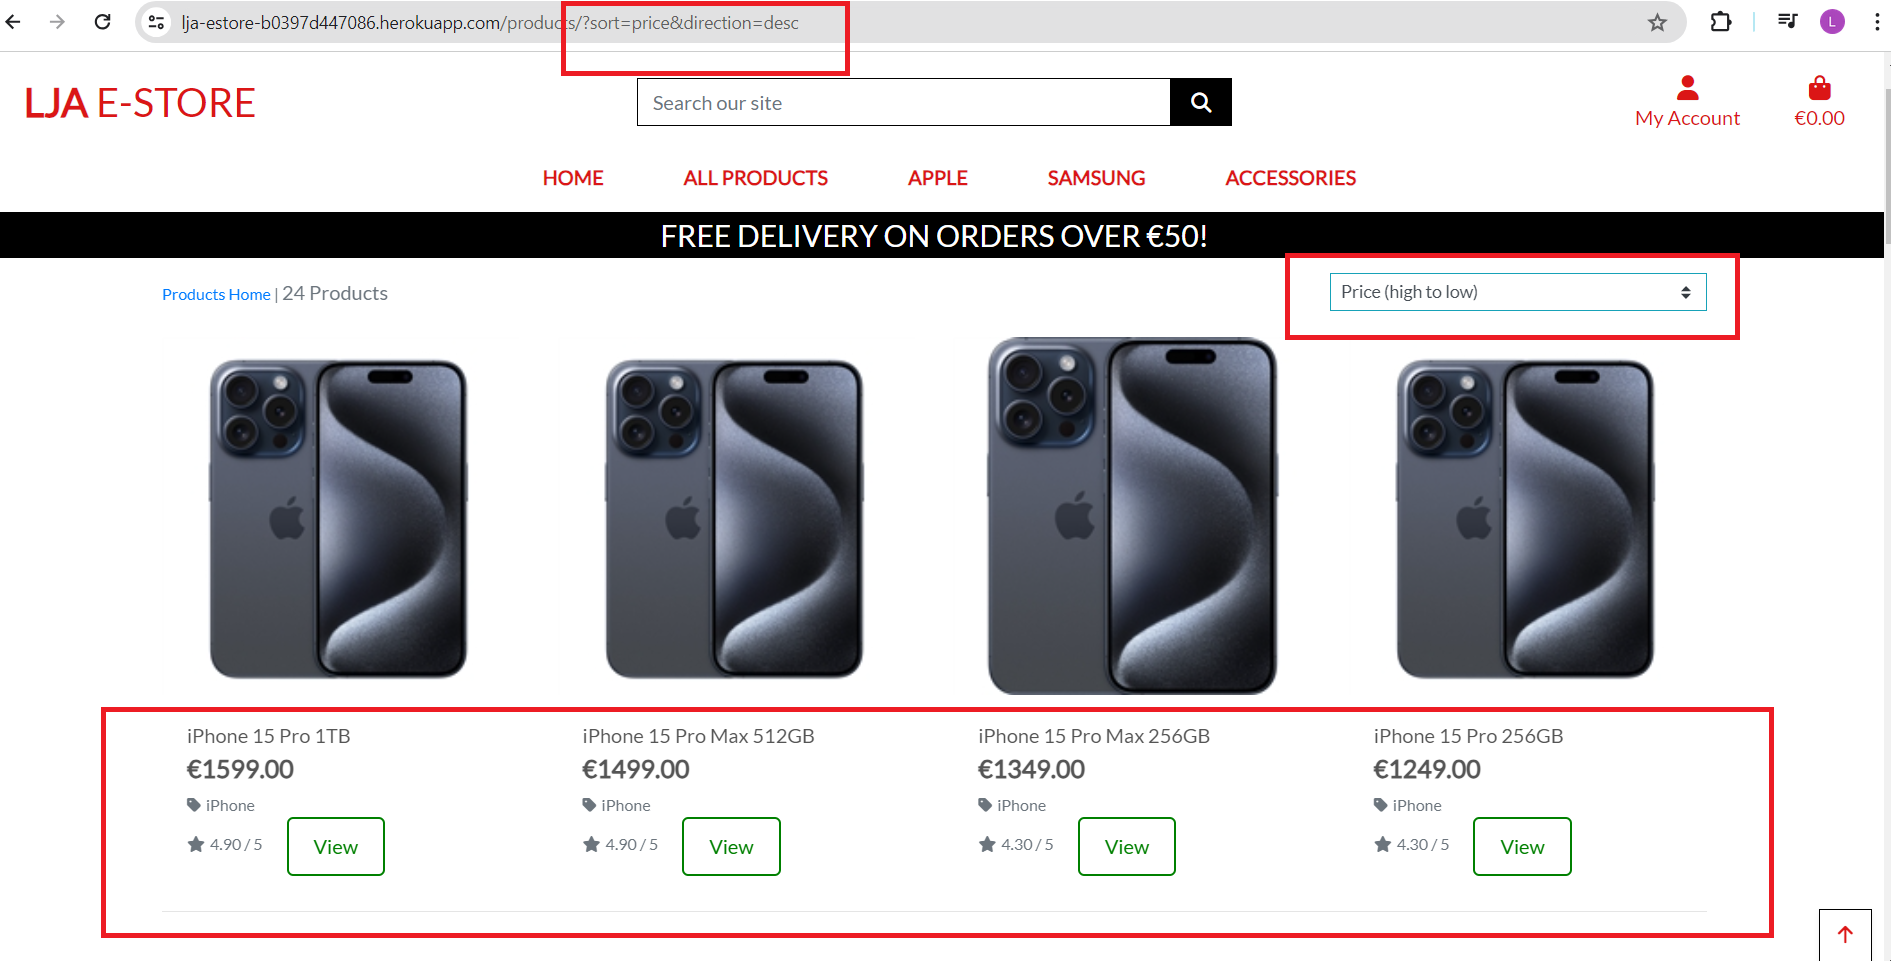 lja-estore-b0397d447086.herokuapp.com/products/?sort=price&direction=desc
L
LJA E-STORE
Search our site
My Account
€0.00
HOME ALL PRODUCTS APPLE SAMSUNG ACCESSORIES
FREE DELIVERY ON ORDERS OVER €50!
Products Home | 24 Products
Price (high to low)
iPhone 15 Pro 1TB
€1599.00
iPhone
4.90 / 5
View
iPhone 15 Pro Max 512GB
€1499.00
iPhone
4.90 / 5
View
iPhone 15 Pro Max 256GB
€1349.00
iPhone
4.30 / 5
View
iPhone 15 Pro 256GB
€1249.00
iPhone
4.30 / 5
View